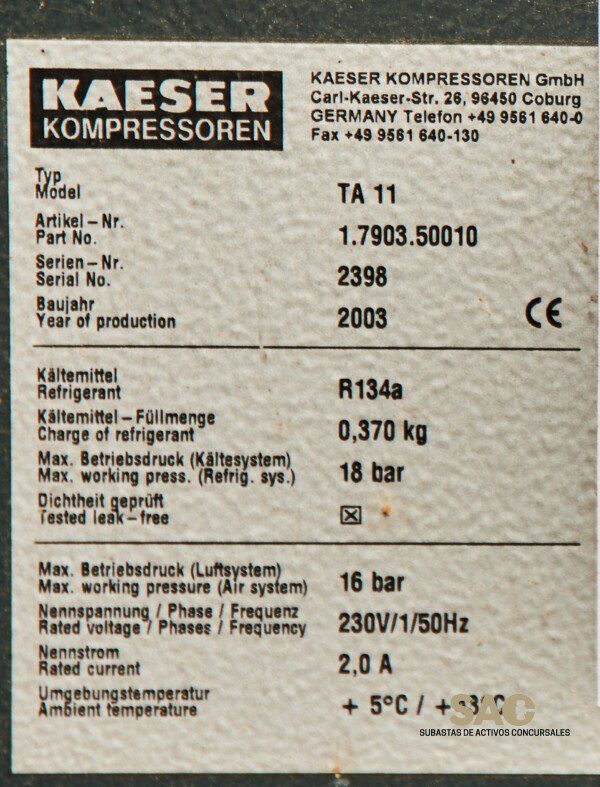 KAESER
KOMPRESSOREN
KAESER KOMPRESSOREN GmbH
Carl-Kaeser-Str. 26, 96450 Coburg
GERMANY Telefon +49 9561 640-0
Fax +49 9561 640-130
Typ
Model TA 11
Artikel-Nr.
Part No. 1.7903.50010
Serien-Nr.
Serial No. 2398
Baujahr
Year of production 2003 CE
Kältemittel
Refrigerant R134a
Kältemittel-Füllmenge
Charge of refrigerant 0,370 kg
Max. Betriebsdruck (Kältesystem)
Max. working press. (Refrig. sys.) 18 bar
Dichtheit geprüft
Tested leak-free ☒
Max. Betriebsdruck (Luftsystem)
Max. working pressure (Air system) 16 bar
Nennspannung / Phase / Frequenz
Rated voltage / Phases / Frequency 230V/1/50Hz
Nennstrom
Rated current 2,0 A
Umgebungstemperatur
Ambient temperature + 5°C /
SAC
SUBASTAS DE ACTIVOS CONCURSALES